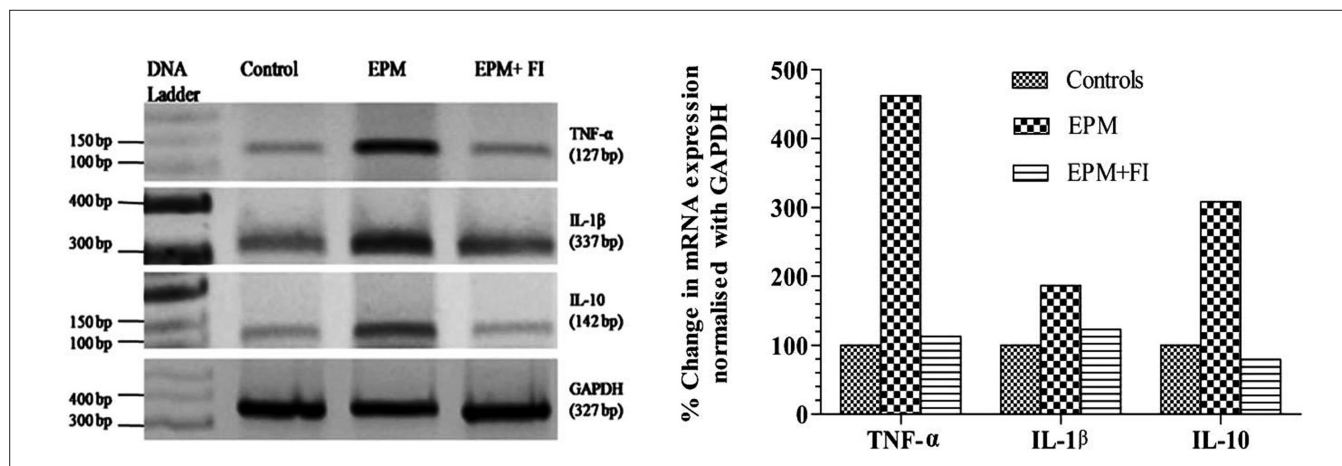 DNA
Ladder
Control
EPM
EPM+ FI
150 bp
100 bp
TNF-α
(127 bp)
400 bp
300 bp
IL-1β
(337 bp)
150 bp
100 bp
IL-10
(142 bp)
400 bp
300 bp
GAPDH
(327 bp)
% Change in mRNA expression
normalised with GAPDH
500
400
300
200
100
0
Controls
EPM
EPM+FI
TNF-α
IL-1β
IL-10